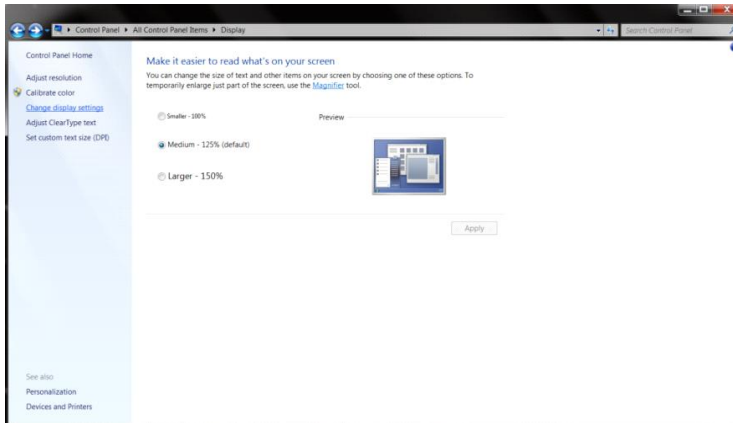 Control Panel ▸ All Control Panel Items ▸ Display
Search Control Panel
Control Panel Home
Adjust resolution
Calibrate color
Change display settings
Adjust ClearType text
Set custom text size (DPI)
See also
Personalization
Devices and Printers
Make it easier to read what's on your screen
You can change the size of text and other items on your screen by choosing one of these options. To
temporarily enlarge just part of the screen, use the Magnifier tool.
Smaller - 100%
Preview
Medium - 125% (default)
Larger - 150%
Apply